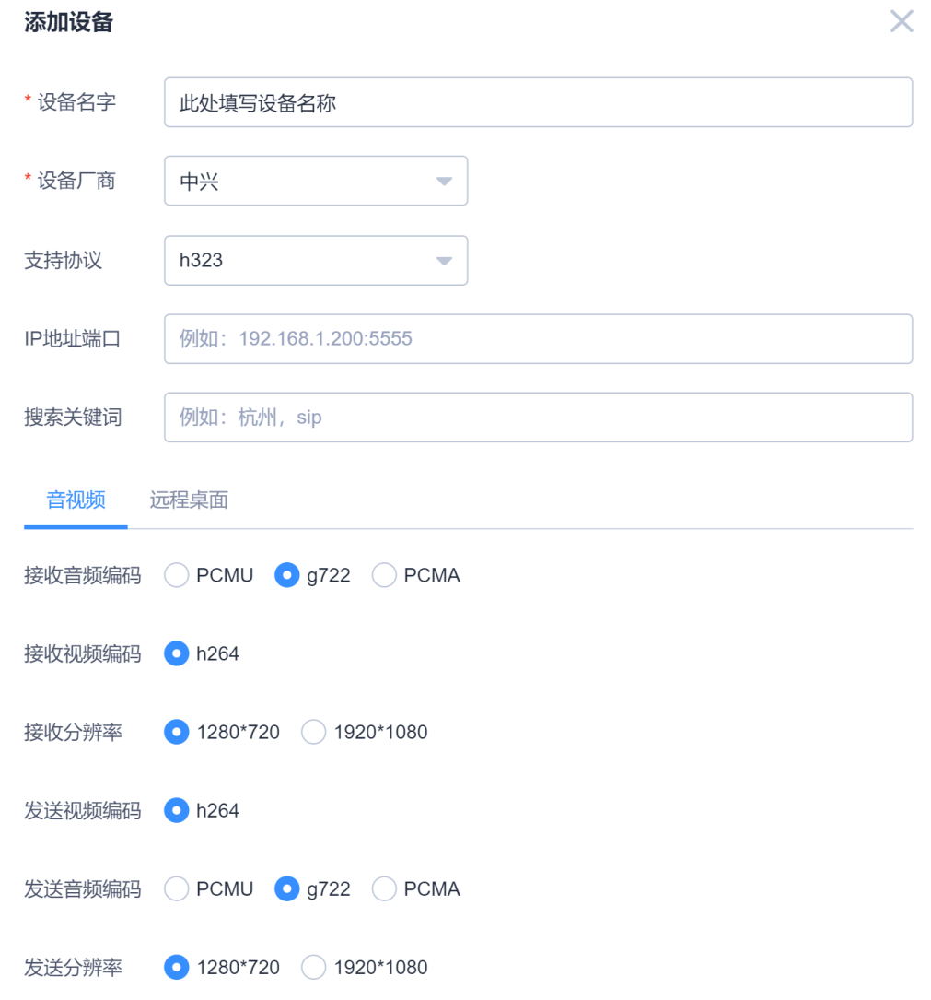 添加设备
* 设备名字 此处填写设备名称
* 设备厂商 中兴
支持协议 h323
IP地址端口 例如：192.168.1.200:5555
搜索关键词 例如：杭州，sip
音视频 远程桌面
接收音频编码 PCMU g722 PCMA
接收视频编码 h264
接收分辨率 1280*720 1920*1080
发送视频编码 h264
发送音频编码 PCMU g722 PCMA
发送分辨率 1280*720 1920*1080